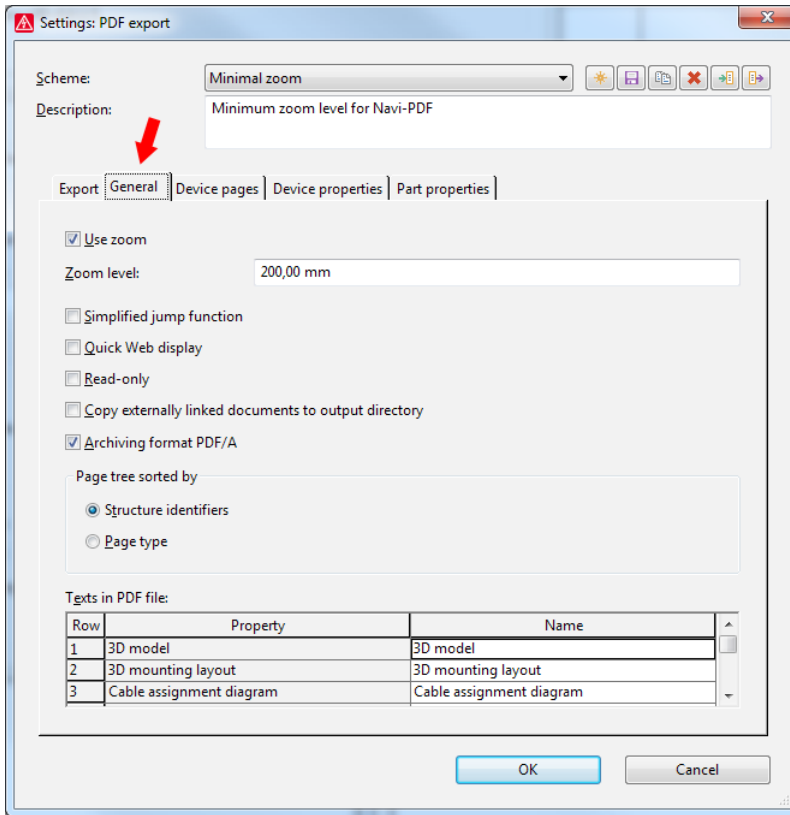 Settings: PDF export
Scheme: Minimal zoom
Description: Minimum zoom level for Navi-PDF
Export General Device pages Device properties Part properties
Use zoom
Zoom level: 200,00 mm
Simplified jump function
Quick Web display
Read-only
Copy externally linked documents to output directory
Archiving format PDF/A
Page tree sorted by
Structure identifiers
Page type
Texts in PDF file:
Row Property Name
1 3D model 3D model
2 3D mounting layout 3D mounting layout
3 Cable assignment diagram Cable assignment diagram
OK Cancel